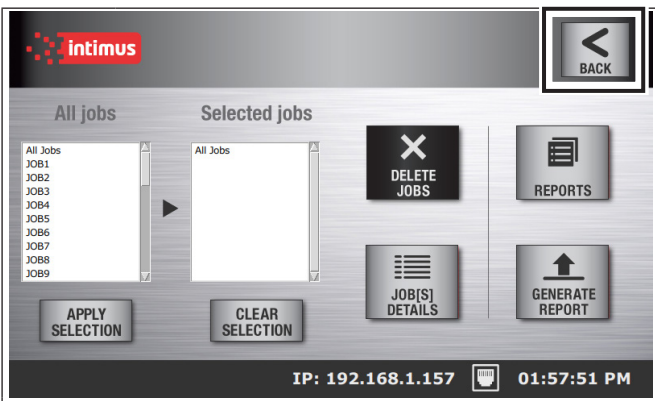 intimus
BACK
All jobs
Selected jobs
All Jobs
JOB1
JOB2
JOB3
JOB4
JOB5
JOB6
JOB7
JOB8
JOB9
All Jobs
DELETE
JOBS
REPORTS
JOB[S]
DETAILS
GENERATE
REPORT
APPLY
SELECTION
CLEAR
SELECTION
IP: 192.168.1.157
01:57:51 PM